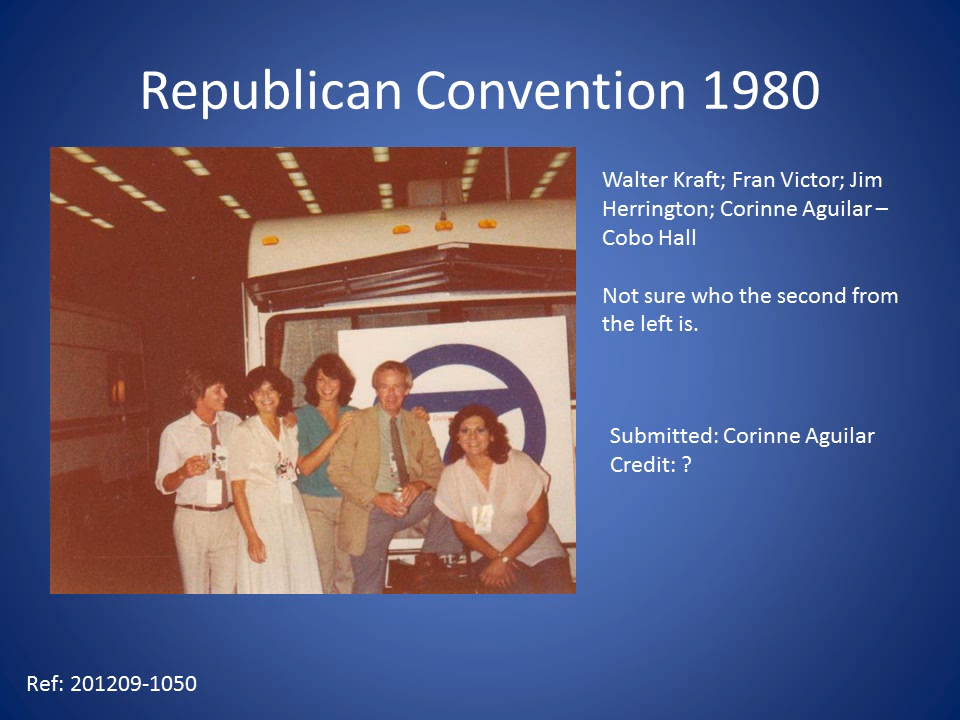 Republican Convention 1980
Walter Kraft; Fran Victor; Jim
Herrington; Corinne Aguilar –
Cobo Hall
Not sure who the second from
the left is.
Submitted: Corinne Aguilar
Credit: ?
Ref: 201209-1050